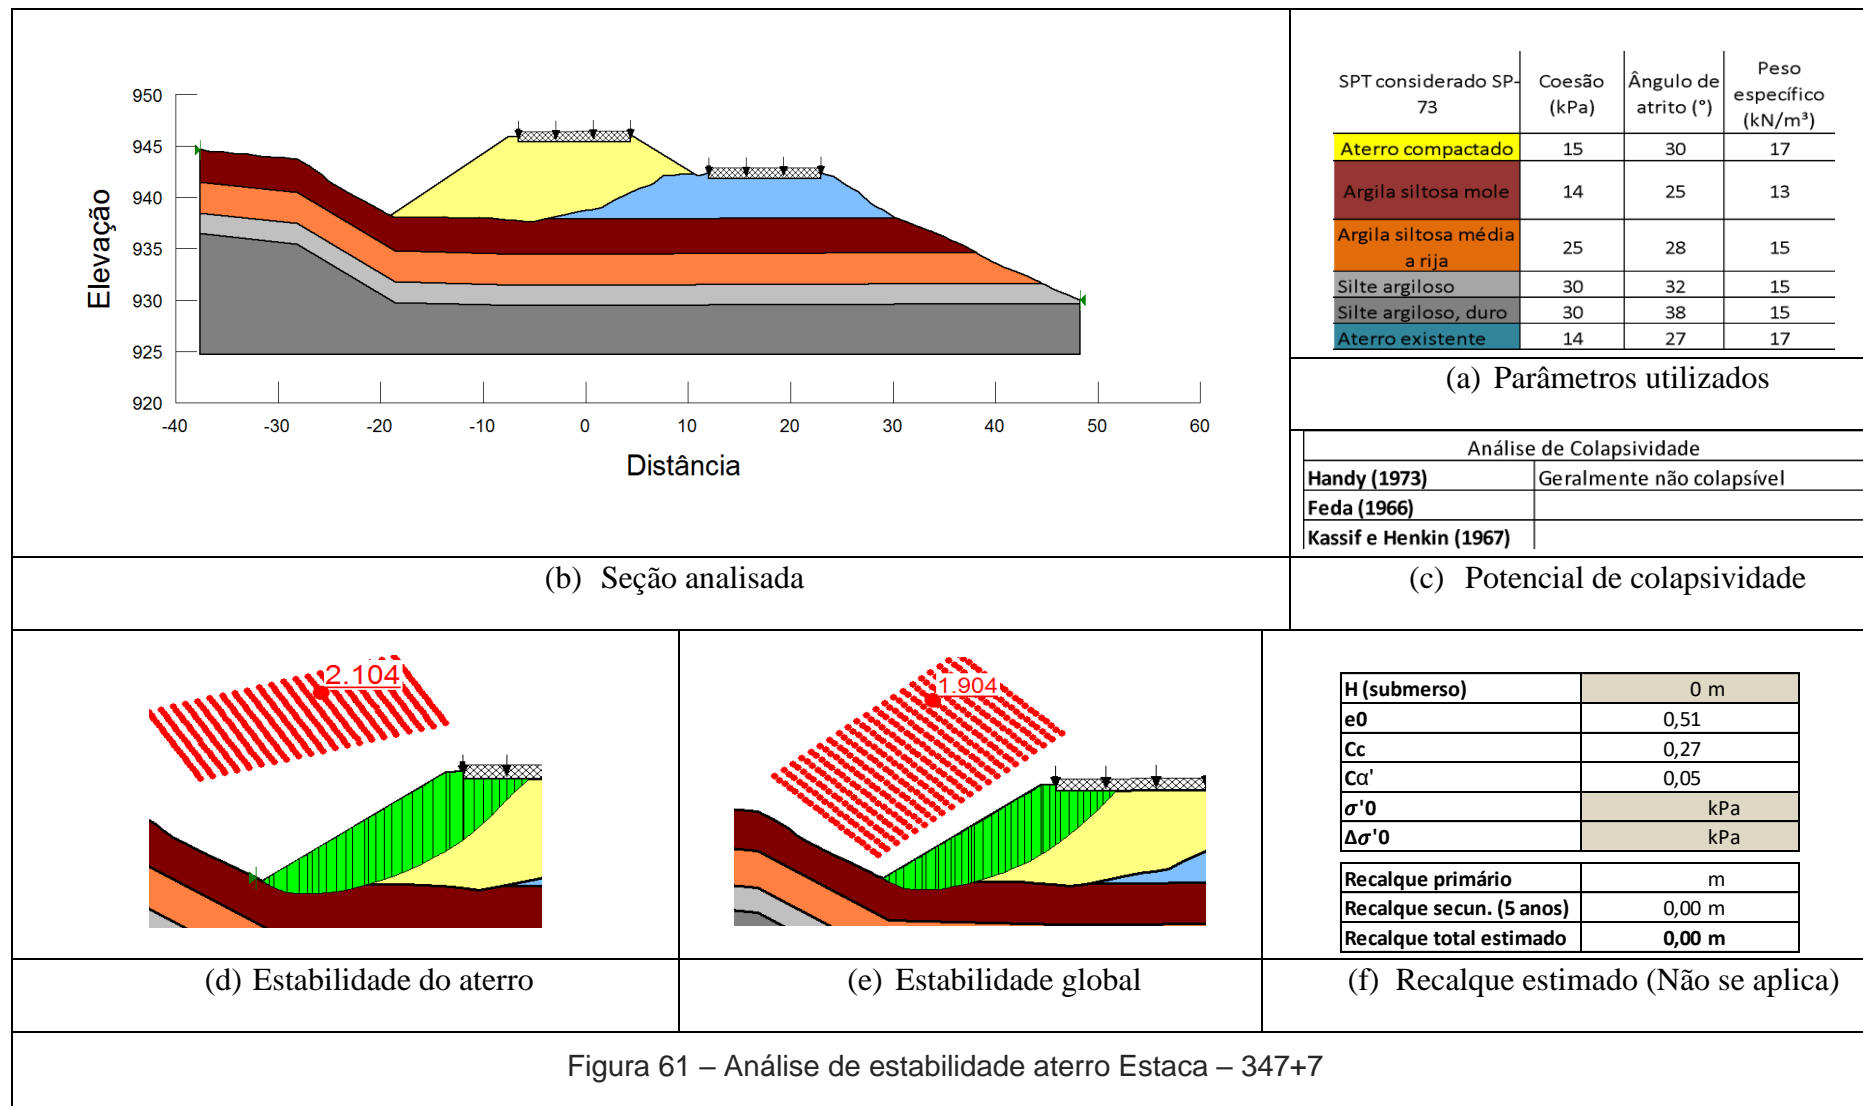 950
945
940
935
930
925
920
Elevação
-40 -30 -20 -10 0 10 20 30 40 50 60
Distância
SPT considerado SP-73 Coesão (kPa) Ângulo de atrito (°) Peso específico (kN/m³)
Aterro compactado 15 30 17
Argila siltosa mole 14 25 13
Argila siltosa média a rija 25 28 15
Silte argiloso 30 32 15
Silte argiloso, duro 30 38 15
Aterro existente 14 27 17
(a) Parâmetros utilizados
Análise de Colapsividade
Handy (1973) Geralmente não colapsível
Feda (1966)
Kassif e Henkin (1967)
(b) Seção analisada
(c) Potencial de colapsividade
2.104
1.904
H (submerso) 0 m
e0 0,51
Cc 0,27
Cα' 0,05
σ'0 kPa
Δσ'0 kPa
Recalque primário m
Recalque secun. (5 anos) 0,00 m
Recalque total estimado 0,00 m
(d) Estabilidade do aterro
(e) Estabilidade global
(f) Recalque estimado (Não se aplica)
Figura 61 – Análise de estabilidade aterro Estaca – 347+7